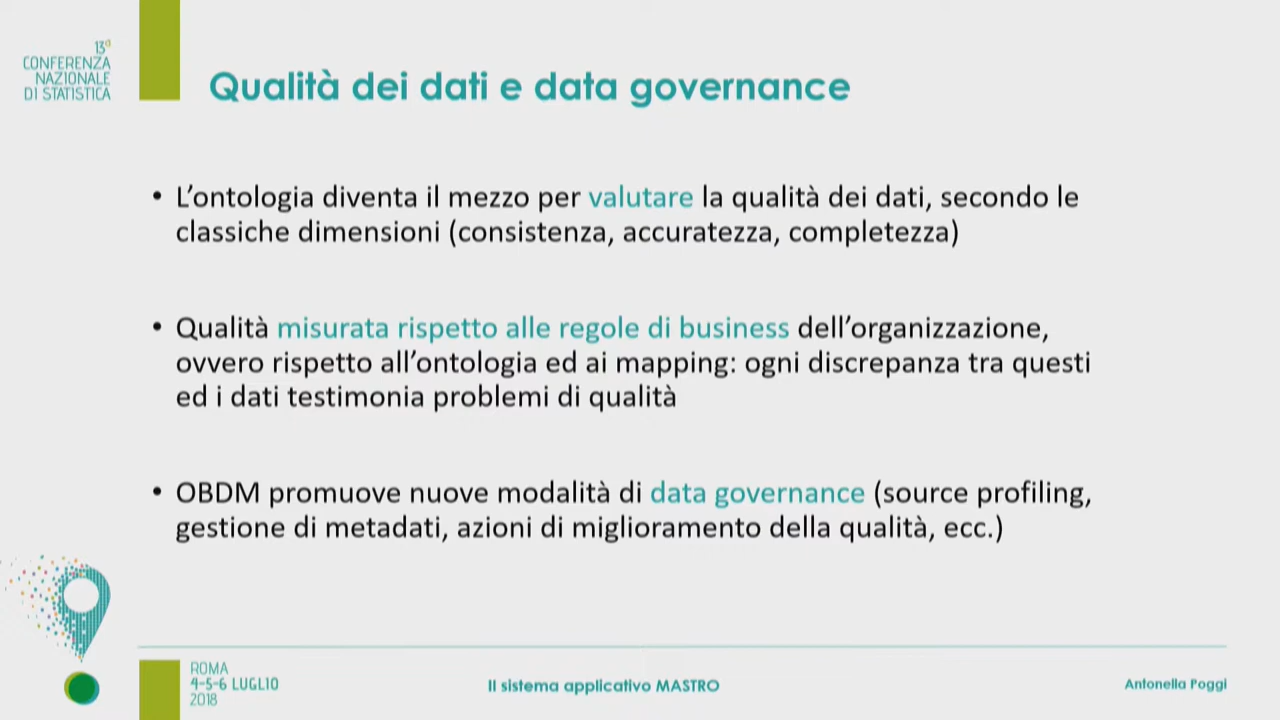 13ª
CONFERENZA
NAZIONALE
DI STATISTICA
Qualità dei dati e data governance
• L’ontologia diventa il mezzo per valutare la qualità dei dati, secondo le
classiche dimensioni (consistenza, accuratezza, completezza)
• Qualità misurata rispetto alle regole di business dell’organizzazione,
ovvero rispetto all’ontologia ed ai mapping: ogni discrepanza tra questi
ed i dati testimonia problemi di qualità
• OBDM promuove nuove modalità di data governance (source profiling,
gestione di metadati, azioni di miglioramento della qualità, ecc.)
ROMA
4-5-6 LUGLIO
2018
Il sistema applicativo MASTRO
Antonella Poggi